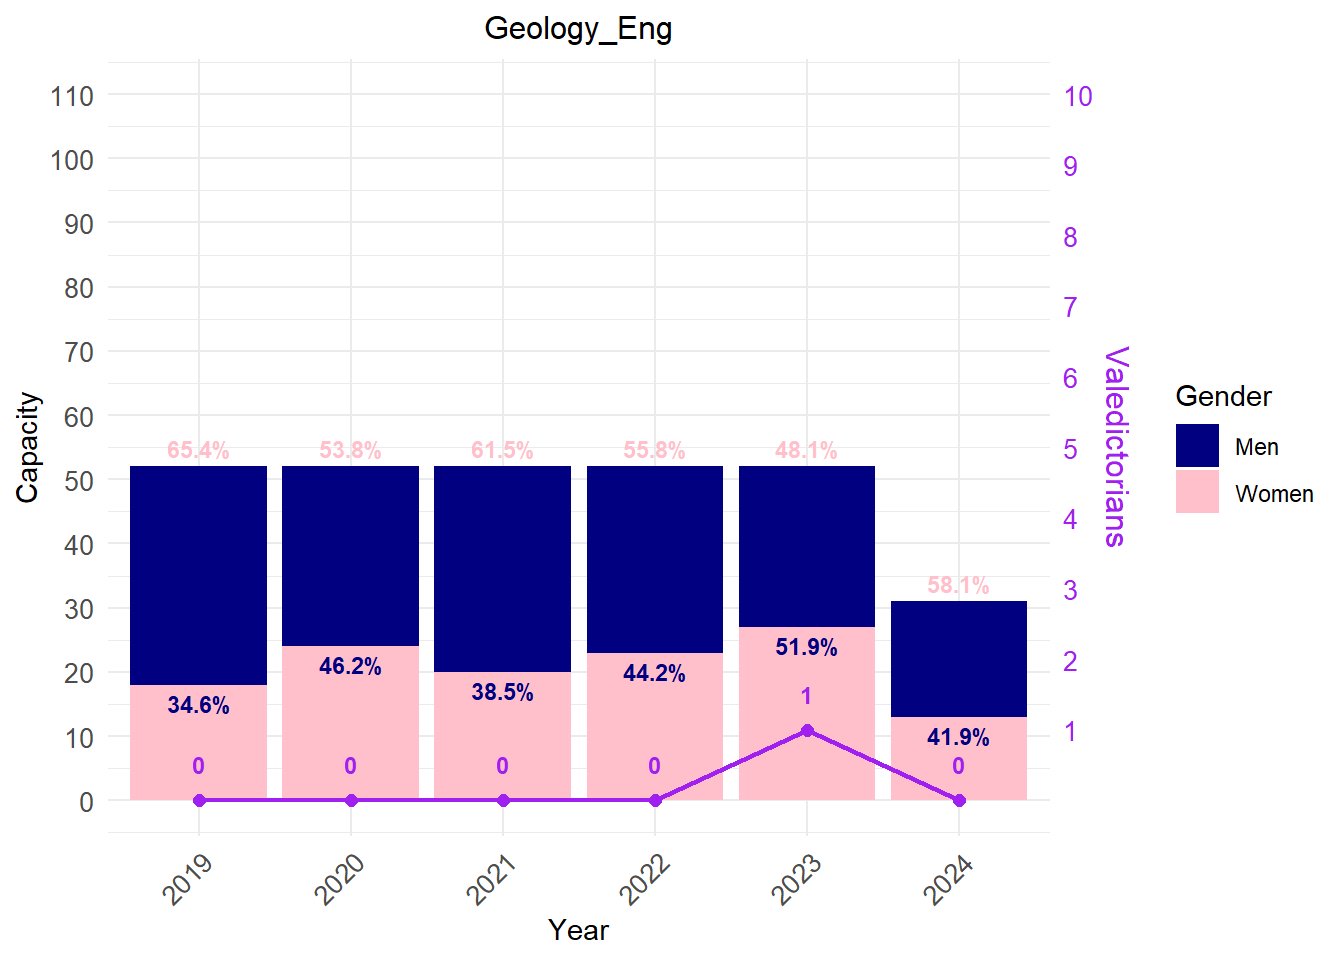 Geology_Eng
110
100
90
80
70
60
50
40
30
20
10
0
Capacity
65.4% 53.8% 61.5% 55.8% 48.1% 58.1%
34.6% 46.2% 38.5% 44.2% 51.9% 41.9%
0 0 0 0 1 0
2019 2020 2021 2022 2023 2024
Year
10
9
8
7
6
5
4
3
2
1
Valedictorians
Gender
Men
Women